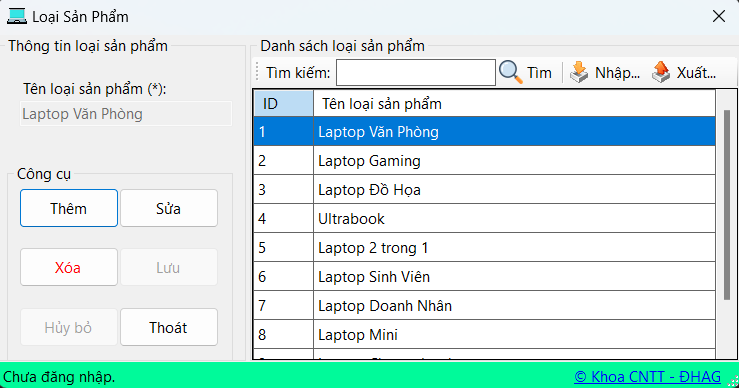 Loại Sản Phẩm
Thông tin loại sản phẩm
Tên loại sản phẩm (*):
Laptop Văn Phòng
Công cụ
Thêm Sửa
Xóa Lưu
Hủy bỏ Thoát
Danh sách loại sản phẩm
Tìm kiếm: Tìm Nhập... Xuất...
ID Tên loại sản phẩm
1 Laptop Văn Phòng
2 Laptop Gaming
3 Laptop Đồ Họa
4 Ultrabook
5 Laptop 2 trong 1
6 Laptop Sinh Viên
7 Laptop Doanh Nhân
8 Laptop Mini
Chưa đăng nhập. © Khoa CNTT - ĐHAG